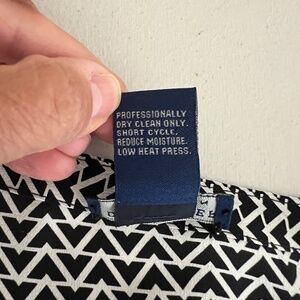 PROFESSIONALLY
DRY CLEAN ONLY.
SHORT CYCLE,
REDUCE MOISTURE.
LOW HEAT PRESS.